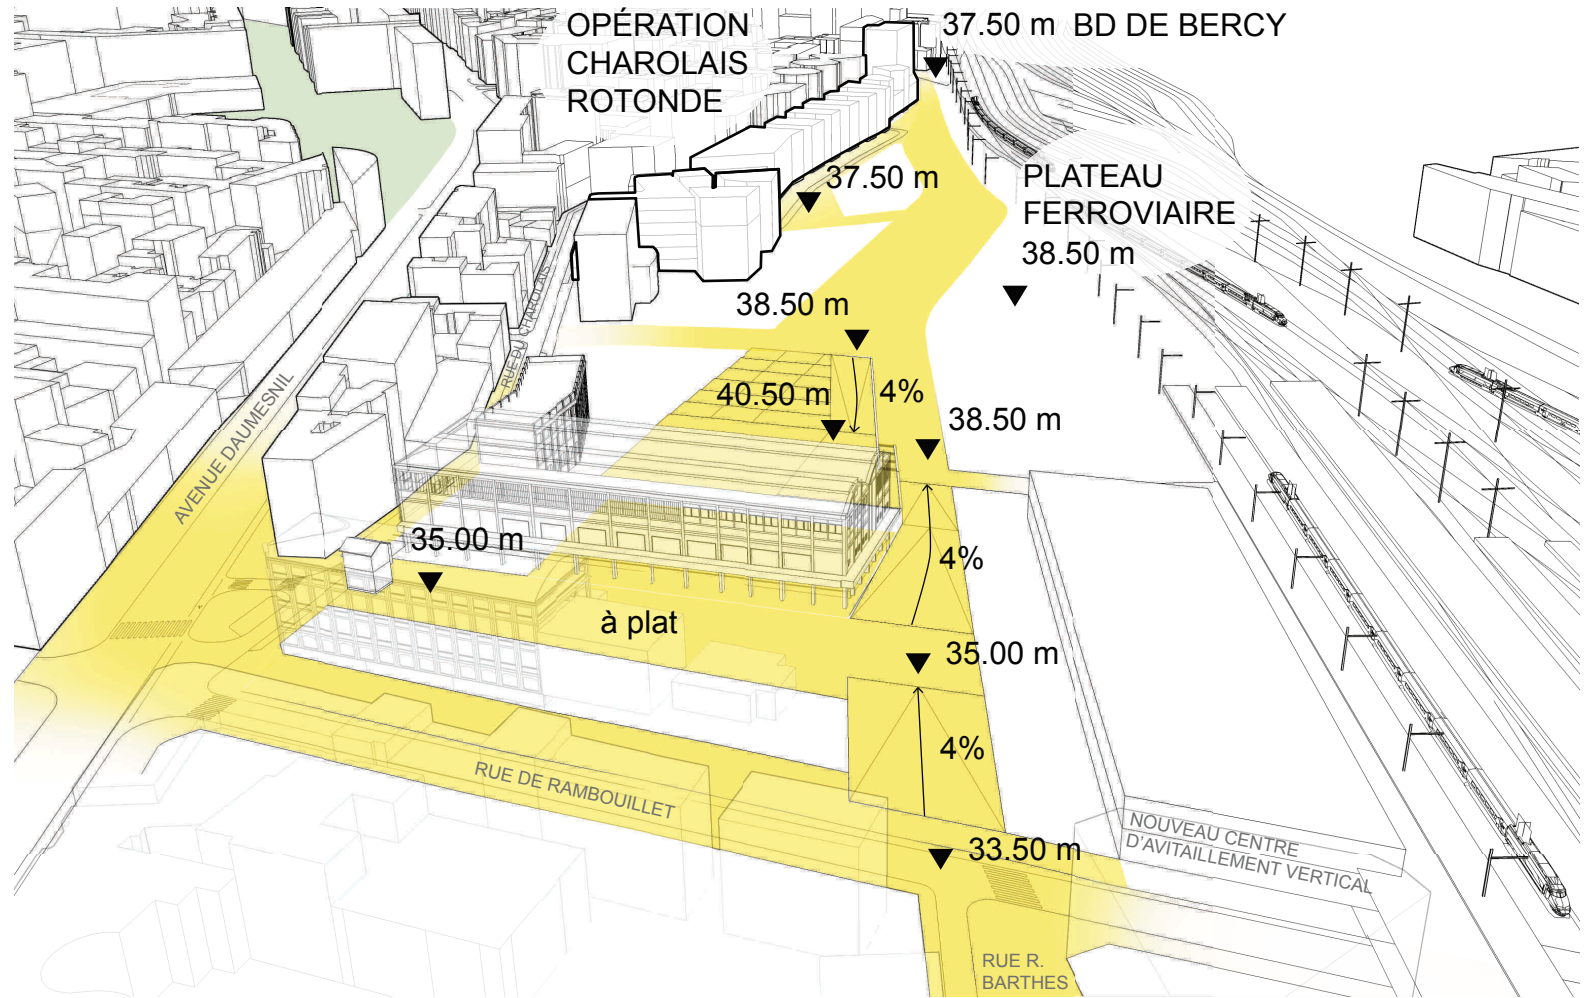 OPÉRATION
CHAROLAIS
ROTONDE
37.50 m BD DE BERCY
37.50 m
PLATEAU
FERROVIAIRE
38.50 m
38.50 m
RUE DU CHAROLAIS
40.50 m
4%
38.50 m
AVENUE DAUMESNIL
35.00 m
4%
à plat
35.00 m
4%
RUE DE RAMBOUILLET
33.50 m
NOUVEAU CENTRE
D'AVITAILLEMENT VERTICAL
RUE R.
BARTHES